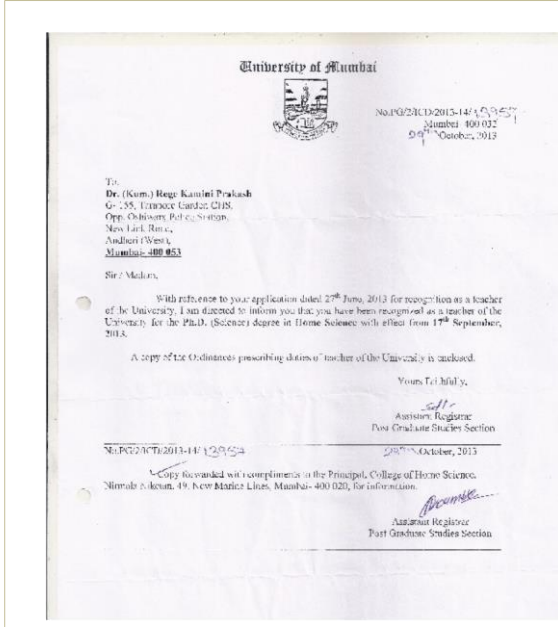 University of Mumbai
No.PG/2/ICD/2013-14/13957
Mumbai- 400 032
29th October, 2013
To,
Dr. (Kum.) Rege Kamini Prakash
G- 155, Garden CHS,
Opp. Oshiwara Police Station,
New Link Road,
Andheri (West),
Mumbai- 400 053
Sir / Madam,
With reference to your application dated 27th June, 2013 for recognition as a teacher
of the University, I am directed to inform you that you have been recognized as a teacher of the
University for the Ph.D. (Science) degree in Home Science with effect from 17th September,
2013.
A copy of the Ordinances prescribing duties of teacher of the University is enclosed.
Yours faithfully,
Sd/-
Assistant Registrar
Post Graduate Studies Section
No.PG/2/ICD/2013-14/13957
29th October, 2013
Copy forwarded with compliments to the Principal, College of Home Science,
Nirmala Niketan, 49, New Marine Lines, Mumbai- 400 020, for information.
Assistant Registrar
Post Graduate Studies Section